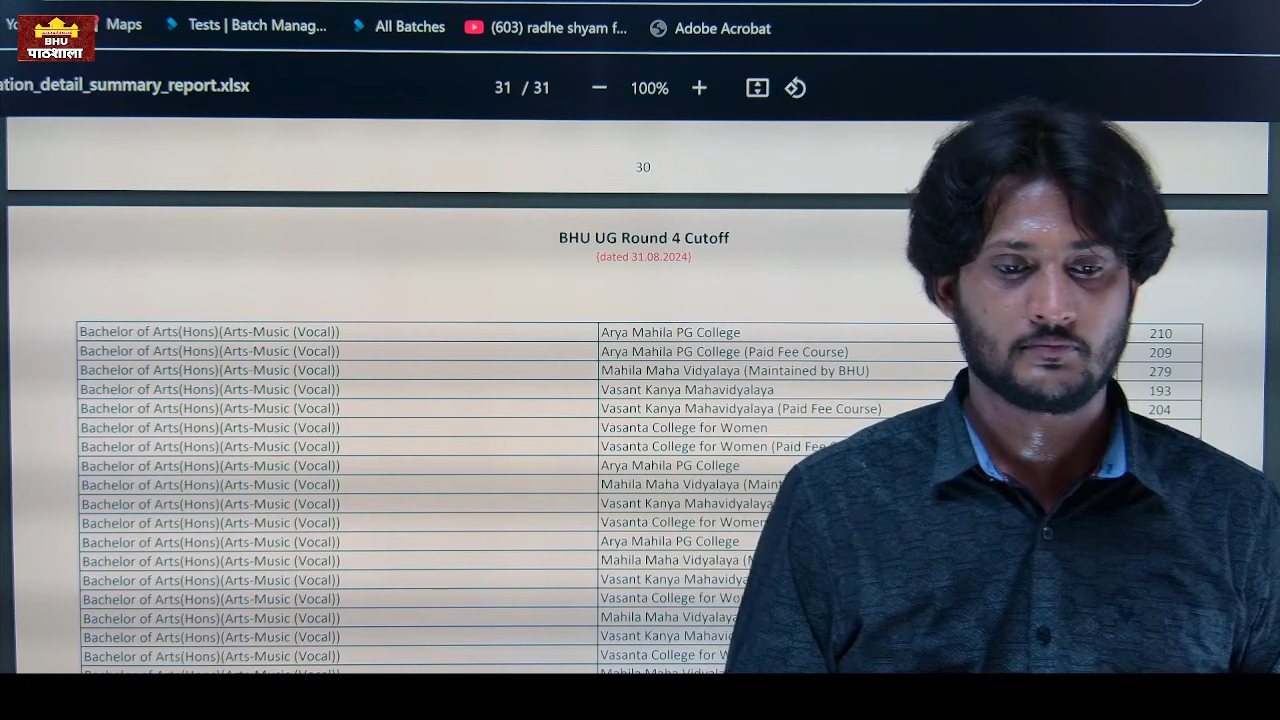 Maps
Tests | Batch Manag...
All Batches
(603) radhe shyam f...
Adobe Acrobat
BHU
पाठशाला
ation_detail_summary_report.xlsx
31 / 31
100%
30
BHU UG Round 4 Cutoff
{dated 31.08.2024}
Bachelor of Arts(Hons)(Arts-Music (Vocal)) Arya Mahila PG College 210
Bachelor of Arts(Hons)(Arts-Music (Vocal)) Arya Mahila PG College (Paid Fee Course) 209
Bachelor of Arts(Hons)(Arts-Music (Vocal)) Mahila Maha Vidyalaya (Maintained by BHU) 279
Bachelor of Arts(Hons)(Arts-Music (Vocal)) Vasant Kanya Mahavidyalaya 193
Bachelor of Arts(Hons)(Arts-Music (Vocal)) Vasant Kanya Mahavidyalaya (Paid Fee Course) 204
Bachelor of Arts(Hons)(Arts-Music (Vocal)) Vasanta College for Women
Bachelor of Arts(Hons)(Arts-Music (Vocal)) Vasanta College for Women (Paid Fee
Bachelor of Arts(Hons)(Arts-Music (Vocal)) Arya Mahila PG College
Bachelor of Arts(Hons)(Arts-Music (Vocal)) Mahila Maha Vidyalaya (Maint
Bachelor of Arts(Hons)(Arts-Music (Vocal)) Vasant Kanya Mahavidyalaya
Bachelor of Arts(Hons)(Arts-Music (Vocal)) Vasanta College for Women
Bachelor of Arts(Hons)(Arts-Music (Vocal)) Arya Mahila PG College
Bachelor of Arts(Hons)(Arts-Music (Vocal)) Mahila Maha Vidyalaya
Bachelor of Arts(Hons)(Arts-Music (Vocal)) Vasant Kanya Mahavidya
Bachelor of Arts(Hons)(Arts-Music (Vocal)) Vasanta College for Wo
Bachelor of Arts(Hons)(Arts-Music (Vocal)) Mahila Maha Vidyalaya
Bachelor of Arts(Hons)(Arts-Music (Vocal)) Vasant Kanya Mahavid
Bachelor of Arts(Hons)(Arts-Music (Vocal)) Vasanta College for W
Bachelor of Arts(Hons)(Arts-Music (Vocal)) Mahila Maha Vidyalaya